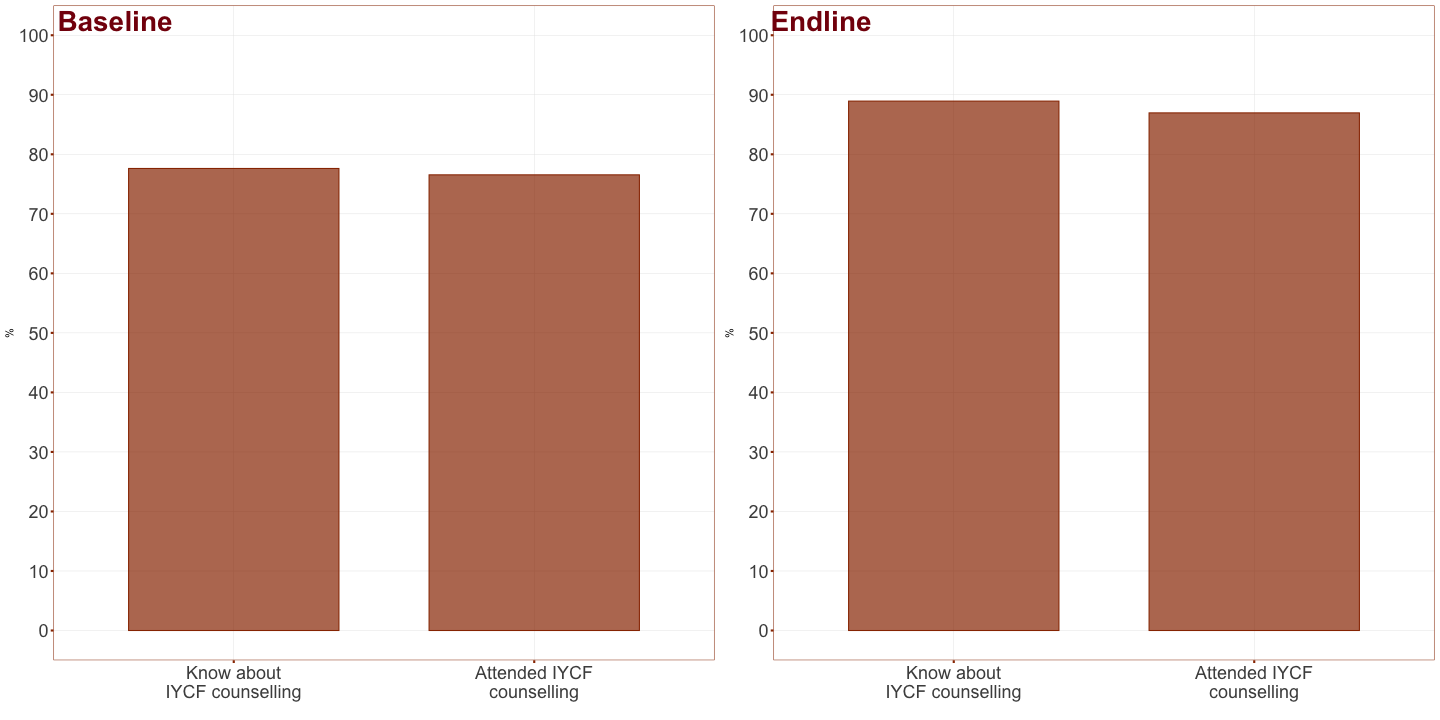 Baseline
100
90
80
70
60
50
40
30
20
10
0
%
Know about
IYCF counselling
Attended IYCF
counselling
Endline
100
90
80
70
60
50
40
30
20
10
0
%
Know about
IYCF counselling
Attended IYCF
counselling